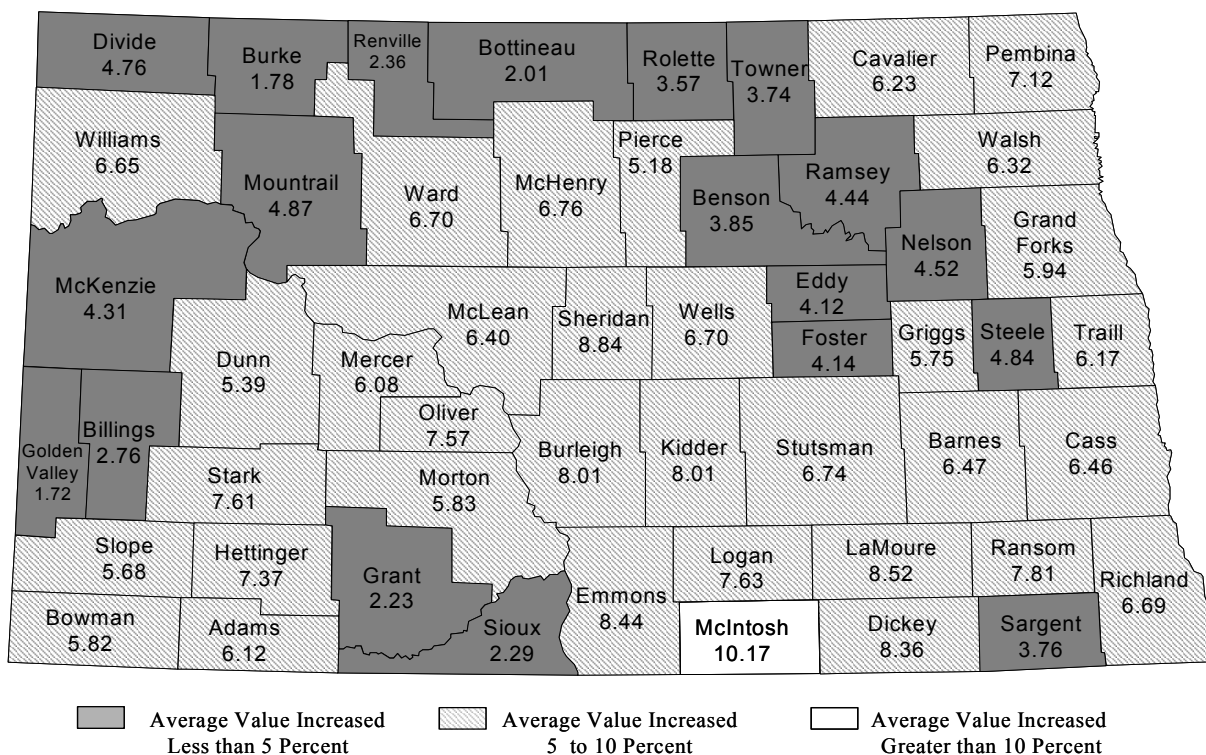 Divide
4.76
Burke
1.78
Renville
2.36
Bottineau
2.01
Rolette
3.57
Towner
3.74
Cavalier
6.23
Pembina
7.12
Williams
6.65
Mountrail
4.87
Ward
6.70
McHenry
6.76
Pierce
5.18
Benson
3.85
Ramsey
4.44
Walsh
6.32
Nelson
4.52
Grand
Forks
5.94
McKenzie
4.31
Dunn
5.39
Mercer
6.08
Oliver
7.57
McLean
6.40
Sheridan
8.84
Wells
6.70
Eddy
4.12
Foster
4.14
Griggs
5.75
Steele
4.84
Traill
6.17
Golden
Valley
1.72
Billings
2.76
Stark
7.61
Morton
5.83
Burleigh
8.01
Kidder
8.01
Stutsman
6.74
Barnes
6.47
Cass
6.46
Slope
5.68
Hettinger
7.37
Grant
2.23
Bowman
5.82
Adams
6.12
Sioux
2.29
Emmons
8.44
Logan
7.63
McIntosh
10.17
LaMoure
8.52
Dickey
8.36
Ransom
7.81
Sargent
3.76
Richland
6.69
Average Value Increased
Less than 5 Percent
Average Value Increased
5 to 10 Percent
Average Value Increased
Greater than 10 Percent